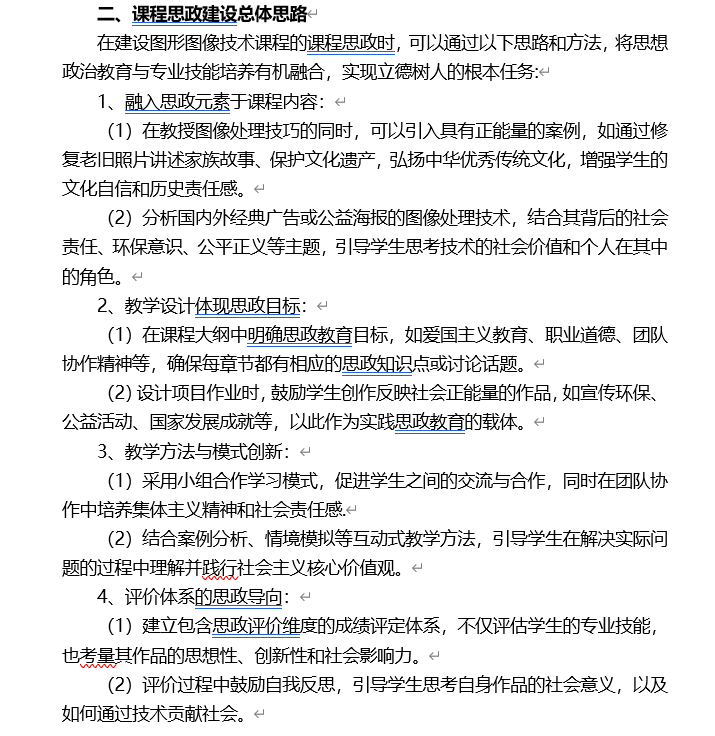 二、课程思政建设总体思路
在建设图形图像技术课程的课程思政时，可以通过以下思路和方法，将思想
政治教育与专业技能培养有机融合，实现立德树人的根本任务:
1、融入思政元素于课程内容：
（1）在教授图像处理技巧的同时，可以引入具有正能量的案例，如通过修
复老旧照片讲述家族故事、保护文化遗产，弘扬中华优秀传统文化，增强学生的
文化自信和历史责任感。
（2）分析国内外经典广告或公益海报的图像处理技术，结合其背后的社会
责任、环保意识、公平正义等主题，引导学生思考技术的社会价值和个人在其中
的角色。
2、教学设计体现思政目标：
（1）在课程大纲中明确思政教育目标，如爱国主义教育、职业道德、团队
协作精神等，确保每章节都有相应的思政知识点或讨论话题。
（2）设计项目作业时，鼓励学生创作反映社会正能量的作品，如宣传环保、
公益活动、国家发展成就等，以此作为实践思政教育的载体。
3、教学方法与模式创新：
（1）采用小组合作学习模式，促进学生之间的交流与合作，同时在团队协
作中培养集体主义精神和社会责任感.
（2）结合案例分析、情境模拟等互动式教学方法，引导学生在解决实际问
题的过程中理解并践行社会主义核心价值观。
4、评价体系的思政导向：
（1）建立包含思政评价维度的成绩评定体系，不仅评估学生的专业技能，
也考量其作品的思想性、创新性和社会影响力。
（2）评价过程中鼓励自我反思，引导学生思考自身作品的社会意义，以及
如何通过技术贡献社会。